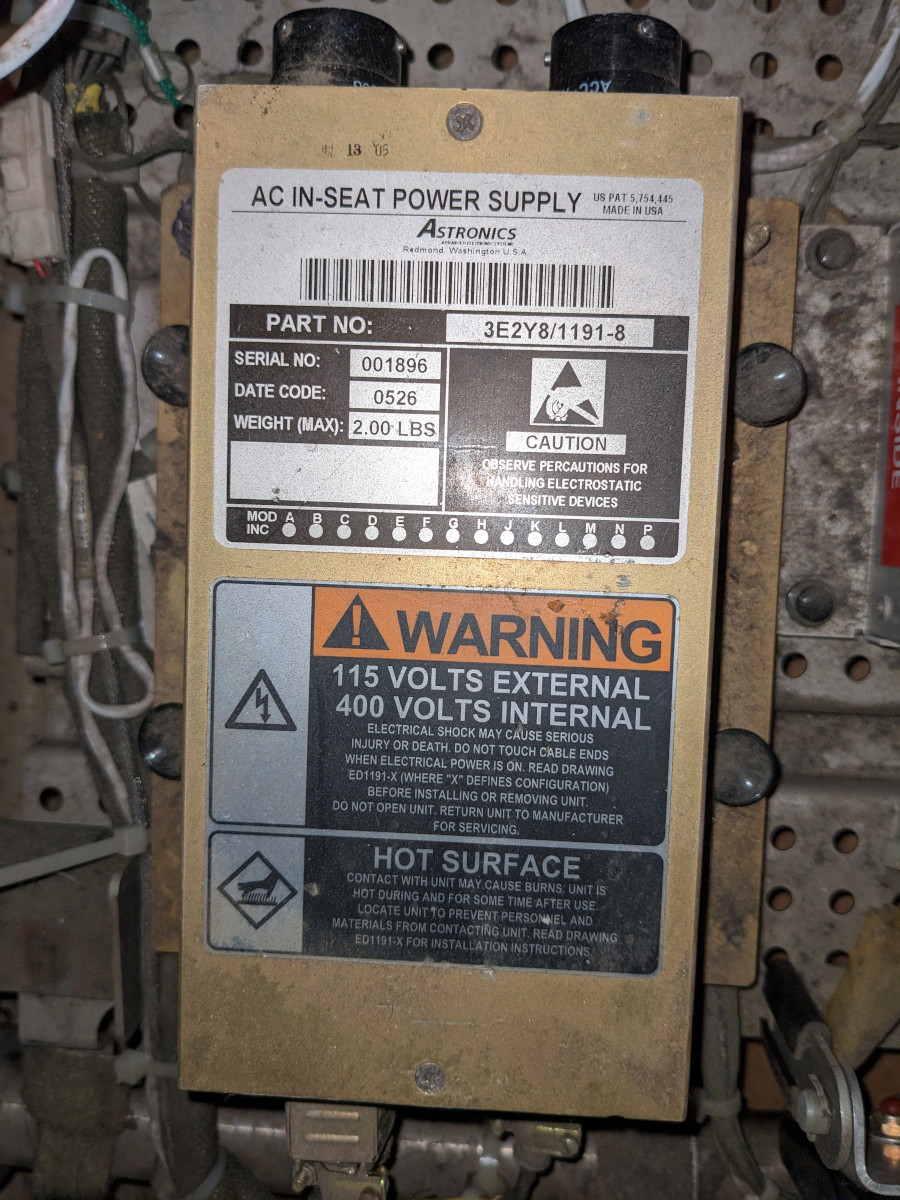 13 05
AC IN-SEAT POWER SUPPLY
US PAT 5,754,445
MADE IN USA
ASTRONICS
ADVANCED ELECTRONIC SYSTEMS
Redmond, Washington U.S.A.
PART NO: 3E2Y8/1191-8
SERIAL NO: 001896
DATE CODE: 0526
WEIGHT (MAX): 2.00 LBS
CAUTION
OBSERVE PERCAUTIONS FOR
HANDLING ELECTROSTATIC
SENSITIVE DEVICES
MOD A B C D E F G H J K L M N P
INC
3
WARNING
115 VOLTS EXTERNAL
400 VOLTS INTERNAL
ELECTRICAL SHOCK MAY CAUSE SERIOUS
INJURY OR DEATH. DO NOT TOUCH CABLE ENDS
WHEN ELECTRICAL POWER IS ON. READ DRAWING
ED1191-X (WHERE "X" DEFINES CONFIGURATION)
BEFORE INSTALLING OR REMOVING UNIT.
DO NOT OPEN UNIT. RETURN UNIT TO MANUFACTURER
FOR SERVICING.
HOT SURFACE
CONTACT WITH UNIT MAY CAUSE BURNS. UNIT IS
HOT DURING AND FOR SOME TIME AFTER USE.
LOCATE UNIT TO PREVENT PERSONNEL AND
MATERIALS FROM CONTACTING UNIT. READ DRAWING
ED1191-X FOR INSTALLATION INSTRUCTIONS.